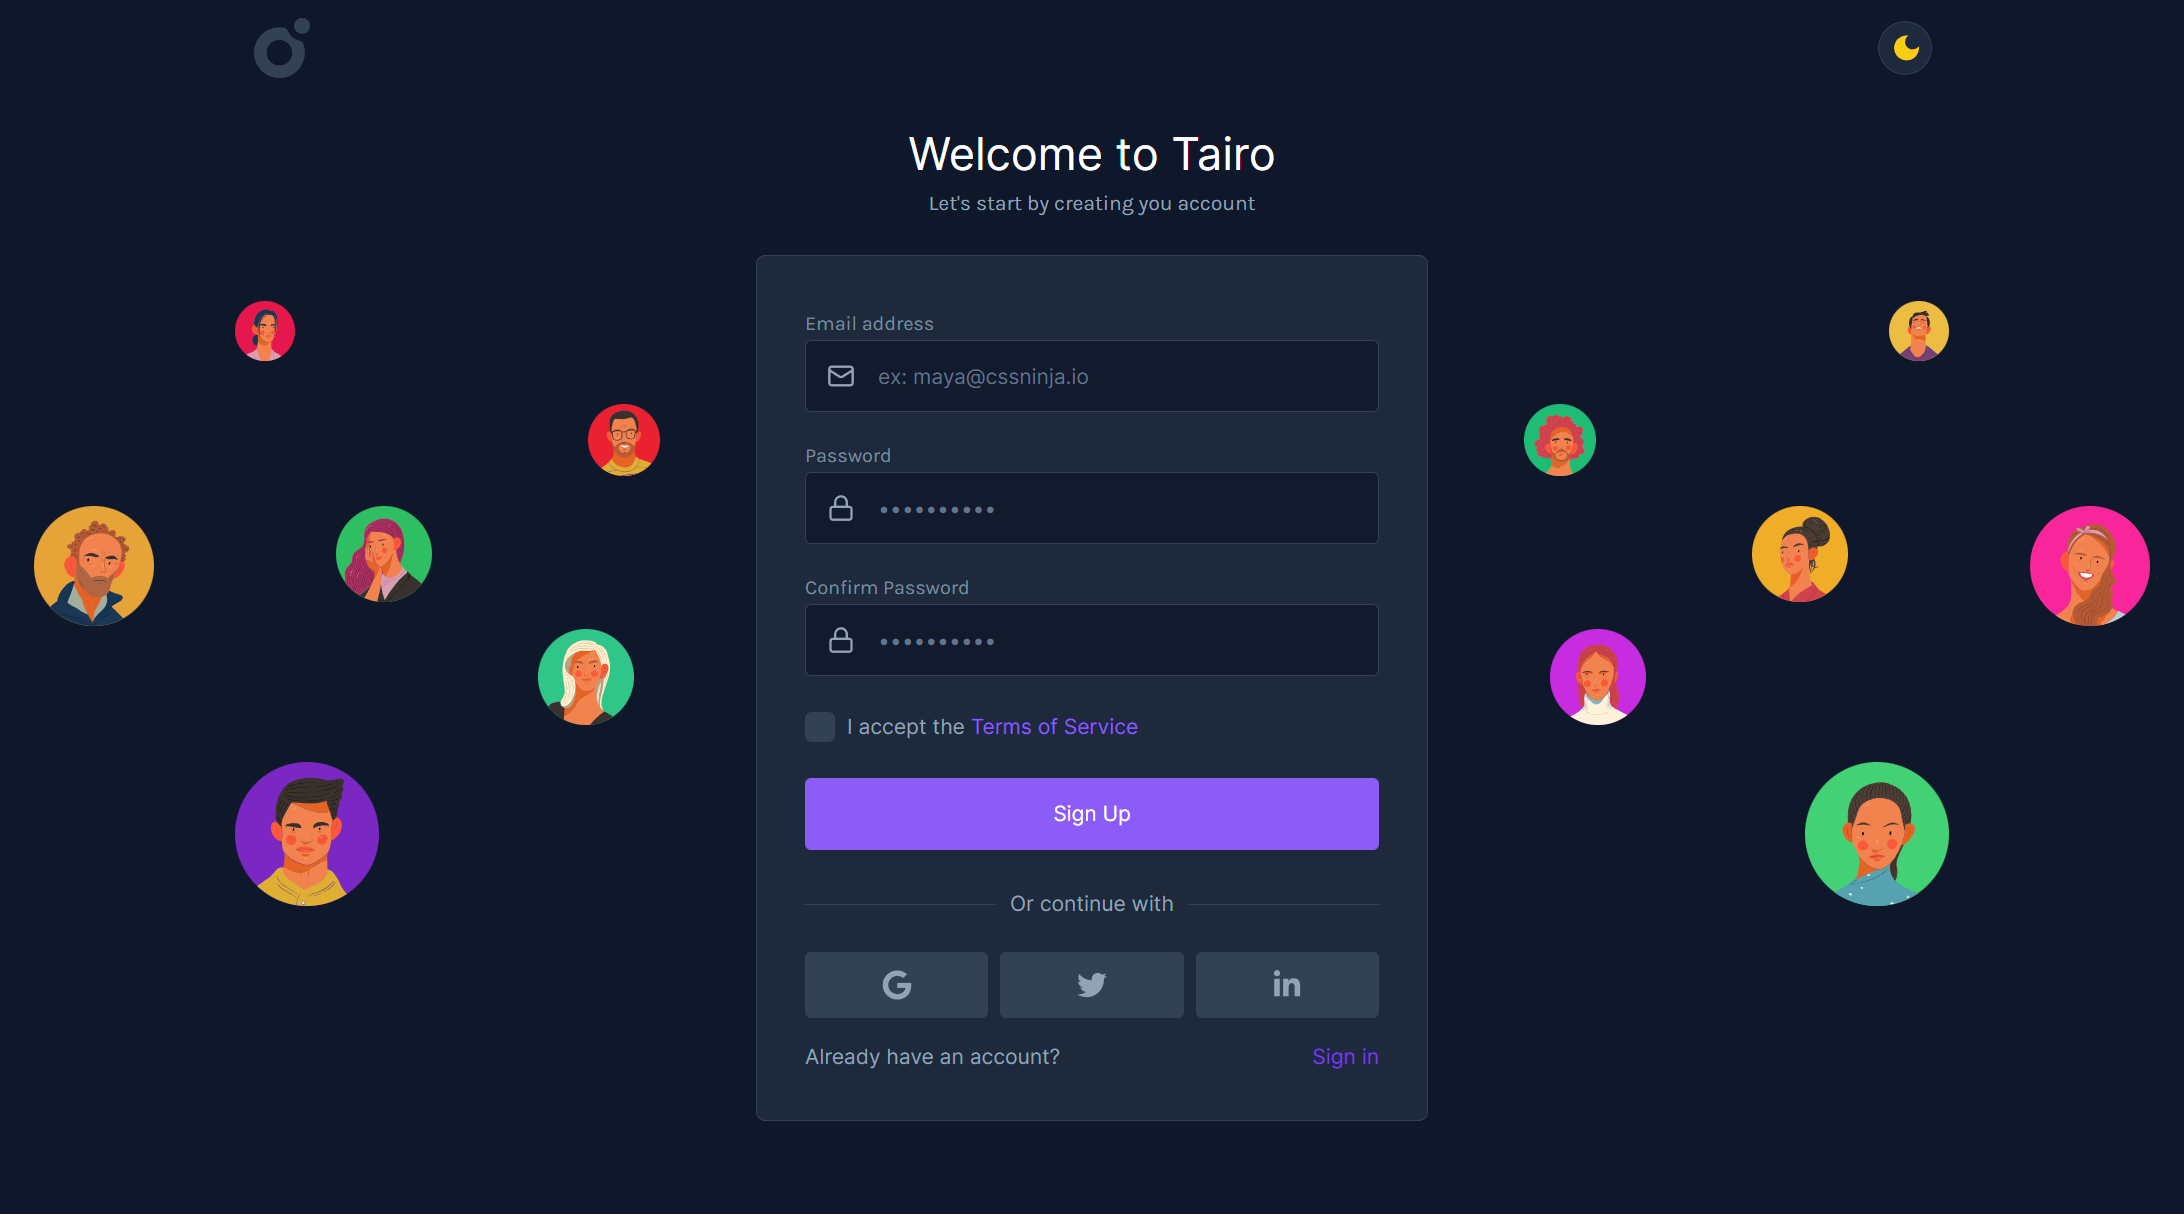 Welcome to Tairo
Let's start by creating you account
Email address
ex: maya@cssninja.io
Password
••••••••••
Confirm Password
••••••••••
I accept the Terms of Service
Sign Up
Or continue with
Already have an account? Sign in